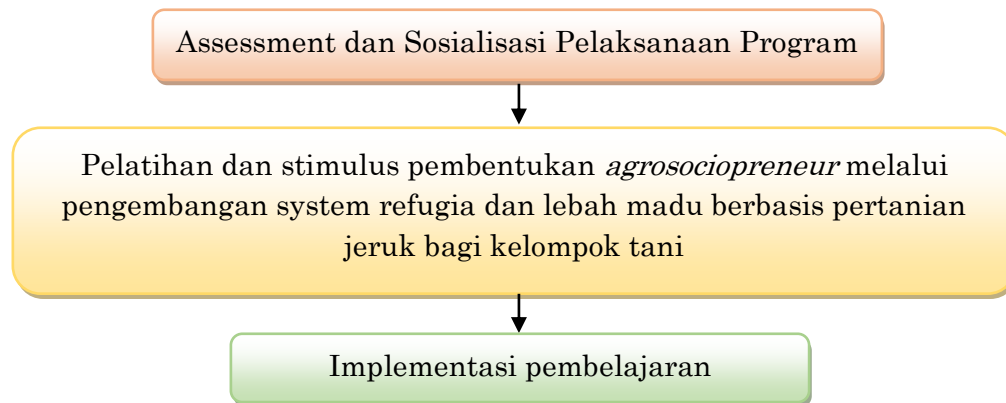 Assessment dan Sosialisasi Pelaksanaan Program
Pelatihan dan stimulus pembentukan agrosociopreneur melalui
pengembangan system refugia dan lebah madu berbasis pertanian
jeruk bagi kelompok tani
Implementasi pembelajaran